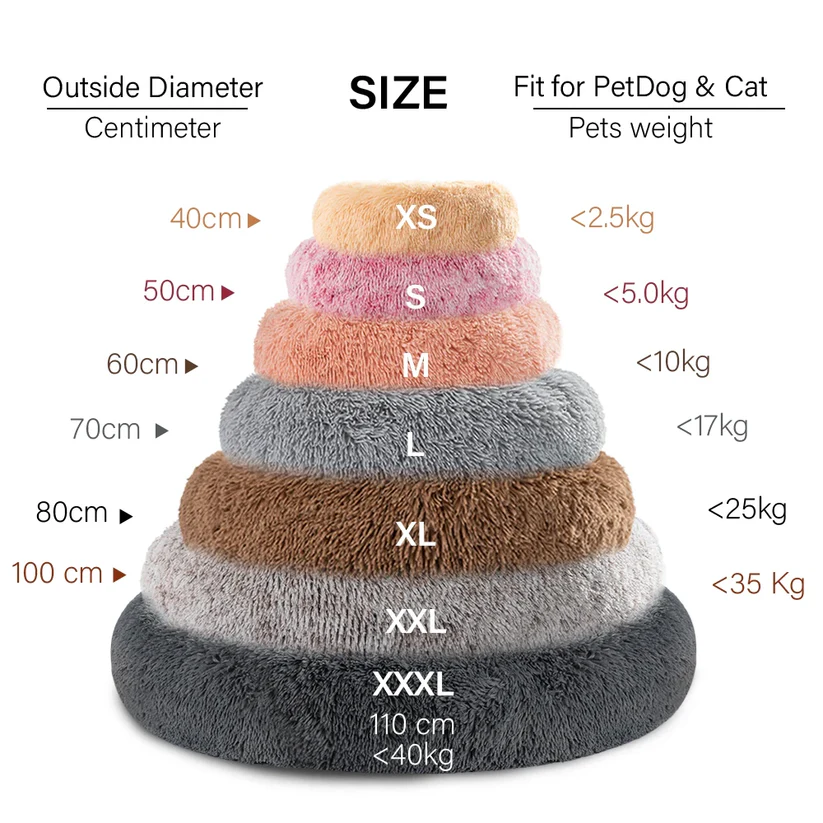 Outside Diameter
Centimeter
SIZE
Fit for PetDog & Cat
Pets weight
40cm XS <2.5kg
50cm S <5.0kg
60cm M <10kg
70cm L <17kg
80cm XL <25kg
100 cm XXL <35 Kg
XXXL
110 cm
<40kg